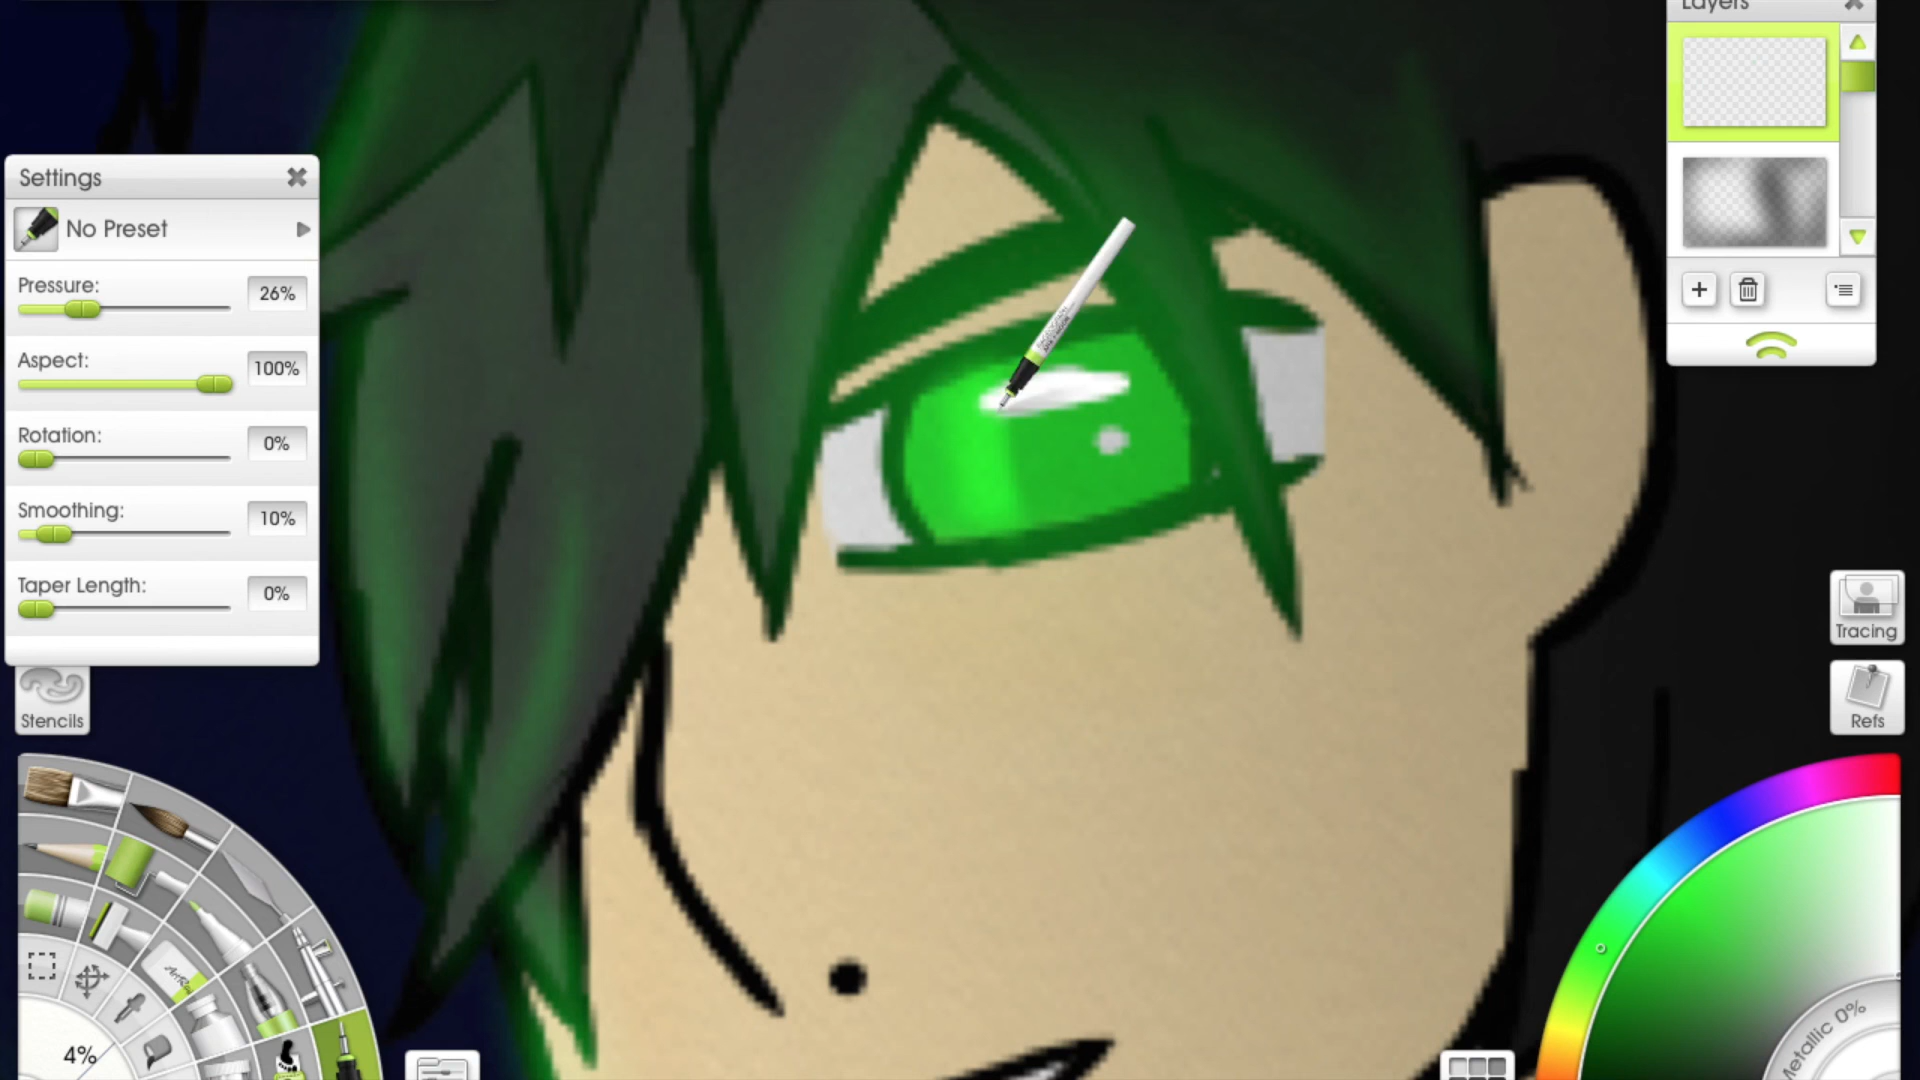 Layers
Settings
No Preset
Pressure:
26%
Aspect:
100%
Rotation:
0%
Smoothing:
10%
Taper Length:
0%
Stencils
Tracing
Refs
4%
Metallic 0%